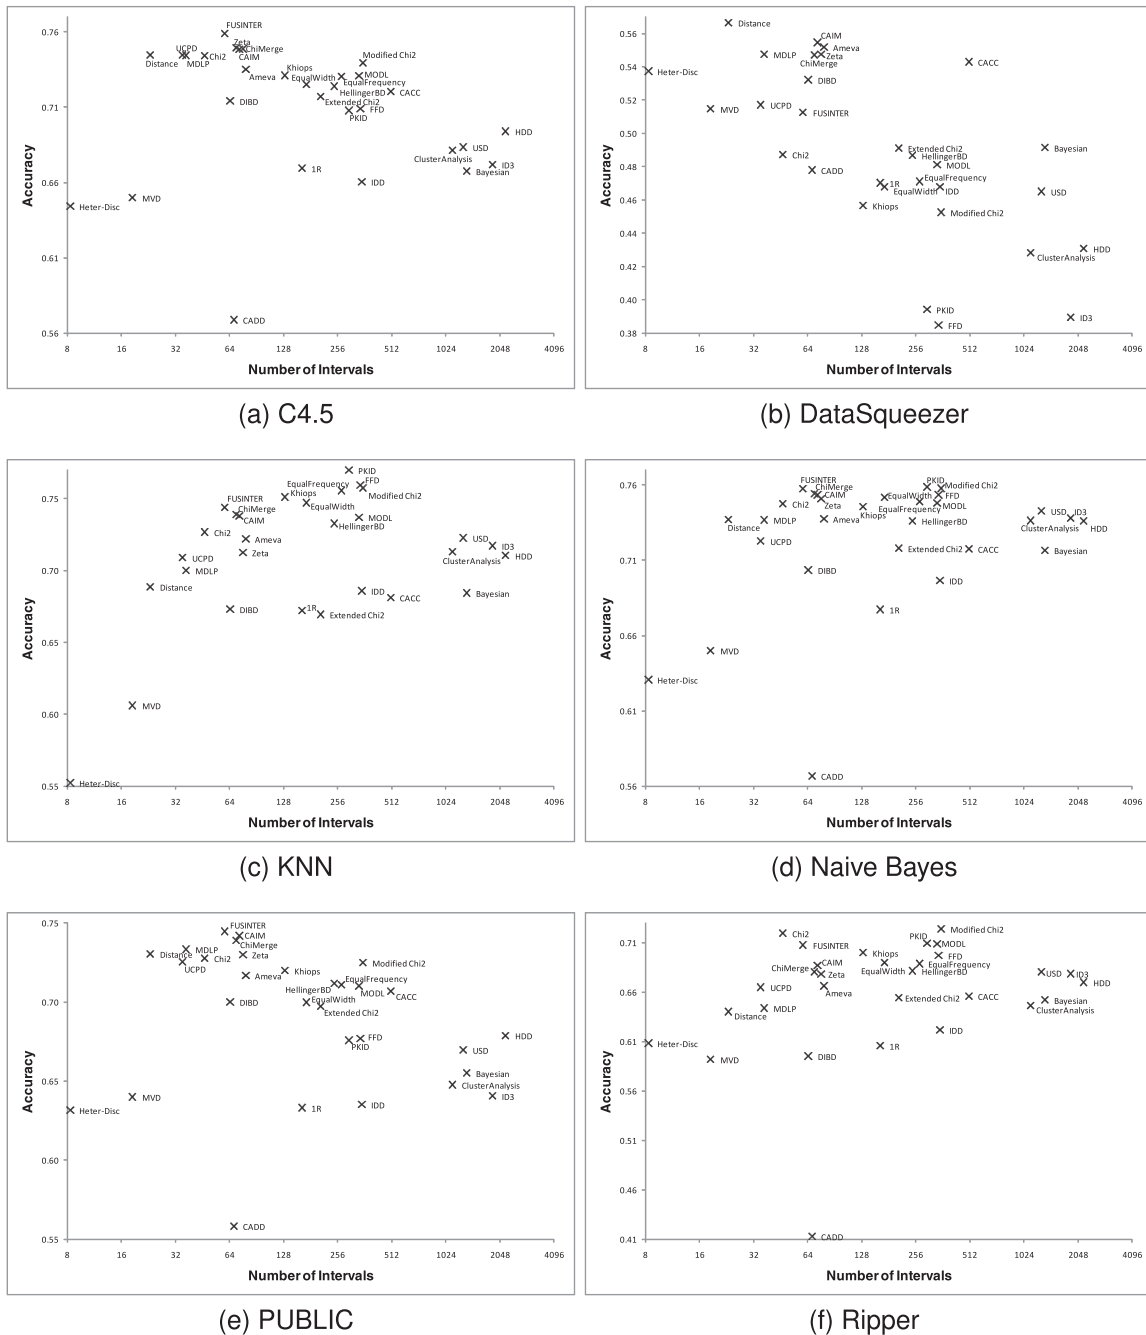 0.76
0.71
0.66
0.61
0.56
Accuracy
FUSINTER
Zeta
UCPD
ChiMerge
Distance
MDLP
Chi2
CAIM
Modified Chi2
Ameva
Khiops
EqualWidth
MODL
EqualFrequency
HellingerBD
CACC
DIBD
Extended Chi2
FFD
PKID
HDD
USD
ClusterAnalysis
ID3
Bayesian
1R
IDD
MVD
Heter-Disc
CADD
8 16 32 64 128 256 512 1024 2048 4096
Number of Intervals
(a) C4.5
0.56
0.54
0.52
0.50
0.48
0.46
0.44
0.42
0.40
0.38
Accuracy
Distance
CAIM
Ameva
MDLP
Zeta
ChiMerge
CACC
Heter-Disc
DIBD
MVD
UCPD
FUSINTER
Chi2
Extended Chi2
HellingerBD
Bayesian
CADD
MODL
1R
EqualFrequency
EqualWidth
IDD
USD
Khiops
Modified Chi2
HDD
ClusterAnalysis
PKID
FFD
ID3
8 16 32 64 128 256 512 1024 2048 4096
Number of Intervals
(b) DataSqueezer
0.75
0.70
0.65
0.60
0.55
Accuracy
PKID
EqualFrequency
FFD
Khiops
Modified Chi2
FUSINTER
EqualWidth
ChiMerge
CAIM
MODL
HellingerBD
Chi2
Ameva
Zeta
USD
ID3
ClusterAnalysis
HDD
UCPD
MDLP
Distance
IDD
CACC
Bayesian
DIBD
1R
Extended Chi2
MVD
Heter-Disc
8 16 32 64 128 256 512 1024 2048 4096
Number of Intervals
(c) KNN
0.76
0.71
0.66
0.61
0.56
Accuracy
FUSINTER
PKID
ChiMerge
Modified Chi2
CAIM
EqualWidth
FFD
Chi2
Zeta
EqualFrequency
MODL
Khiops
Distance
MDLP
Ameva
HellingerBD
USD
ID3
ClusterAnalysis
HDD
UCPD
Extended Chi2
CACC
Bayesian
DIBD
IDD
1R
MVD
Heter-Disc
CADD
8 16 32 64 128 256 512 1024 2048 4096
Number of Intervals
(d) Naive Bayes
0.75
0.70
0.65
0.60
0.55
Accuracy
FUSINTER
CAIM
ChiMerge
MDLP
Distance
Chi2
Zeta
UCPD
Modified Chi2
Ameva
Khiops
EqualFrequency
HellingerBD
MODL
CACC
DIBD
EqualWidth
Extended Chi2
FFD
PKID
HDD
USD
Bayesian
ClusterAnalysis
ID3
MVD
Heter-Disc
1R
IDD
CADD
8 16 32 64 128 256 512 1024 2048 4096
Number of Intervals
(e) PUBLIC
0.71
0.66
0.61
0.56
0.51
0.46
0.41
Accuracy
Modified Chi2
Chi2
PKID
MODL
FUSINTER
Khiops
FFD
CAIM
ChiMerge
EqualFrequency
EqualWidth
HellingerBD
Zeta
USD
ID3
UCPD
Ameva
HDD
Extended Chi2
CACC
Bayesian
MDLP
ClusterAnalysis
Distance
IDD
Heter-Disc
1R
MVD
DIBD
CADD
8 16 32 64 128 256 512 1024 2048 4096
Number of Intervals
(f) Ripper